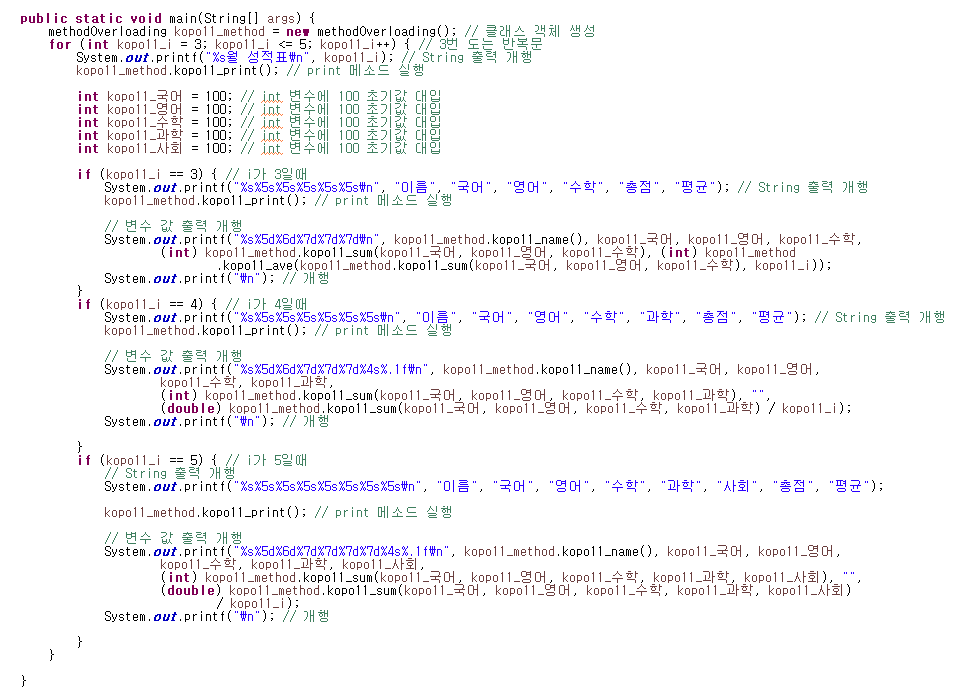 public static void main(String[] args) {
methodOverloading kopo11_method = new methodOverloading(); // 클래스 객체 생성
for (int kopo11_i = 3; kopo11_i <= 5; kopo11_i++) { // 3번 도는 반복문
System.out.printf("%s월 성적표\n", kopo11_i); // String 출력 개행
kopo11_method.kopo11_print(); // print 메소드 실행
int kopo11_국어 = 100; // int 변수에 100 초기값 대입
int kopo11_영어 = 100; // int 변수에 100 초기값 대입
int kopo11_수학 = 100; // int 변수에 100 초기값 대입
int kopo11_과학 = 100; // int 변수에 100 초기값 대입
int kopo11_사회 = 100; // int 변수에 100 초기값 대입
if (kopo11_i == 3) { // i가 3일때
System.out.printf("%s%5s%5s%5s%5s%5s\n", "이름", "국어", "영어", "수학", "총점", "평균"); // String 출력 개행
kopo11_method.kopo11_print(); // print 메소드 실행
// 변수 값 출력 개행
System.out.printf("%s%5d%6d%7d%7d%7d\n", kopo11_method.kopo11_name(), kopo11_국어, kopo11_영어, kopo11_수학,
(int) kopo11_method.kopo11_sum(kopo11_국어, kopo11_영어, kopo11_수학), (int) kopo11_method
.kopo11_ave(kopo11_method.kopo11_sum(kopo11_국어, kopo11_영어, kopo11_수학), kopo11_i));
System.out.printf("\n"); // 개행
}
if (kopo11_i == 4) { // i가 4일때
System.out.printf("%s%5s%5s%5s%5s%5s%5s\n", "이름", "국어", "영어", "수학", "과학", "총점", "평균"); // String 출력 개행
kopo11_method.kopo11_print(); // print 메소드 실행
// 변수 값 출력 개행
System.out.printf("%s%5d%6d%7d%7d%7d%4s%.1f\n", kopo11_method.kopo11_name(), kopo11_국어, kopo11_영어,
kopo11_수학, kopo11_과학,
(int) kopo11_method.kopo11_sum(kopo11_국어, kopo11_영어, kopo11_수학, kopo11_과학), "",
(double) kopo11_method.kopo11_sum(kopo11_국어, kopo11_영어, kopo11_수학, kopo11_과학) / kopo11_i);
System.out.printf("\n"); // 개행
}
if (kopo11_i == 5) { // i가 5일때
// String 출력 개행
System.out.printf("%s%5s%5s%5s%5s%5s%5s%5s\n", "이름", "국어", "영어", "수학", "과학", "사회", "총점", "평균");
kopo11_method.kopo11_print(); // print 메소드 실행
// 변수 값 출력 개행
System.out.printf("%s%5d%6d%7d%7d%7d%7d%4s%.1f\n", kopo11_method.kopo11_name(), kopo11_국어, kopo11_영어,
kopo11_수학, kopo11_과학, kopo11_사회,
(int) kopo11_method.kopo11_sum(kopo11_국어, kopo11_영어, kopo11_수학, kopo11_과학, kopo11_사회), "",
(double) kopo11_method.kopo11_sum(kopo11_국어, kopo11_영어, kopo11_수학, kopo11_과학, kopo11_사회)
/ kopo11_i);
System.out.printf("\n"); // 개행
}
}
}